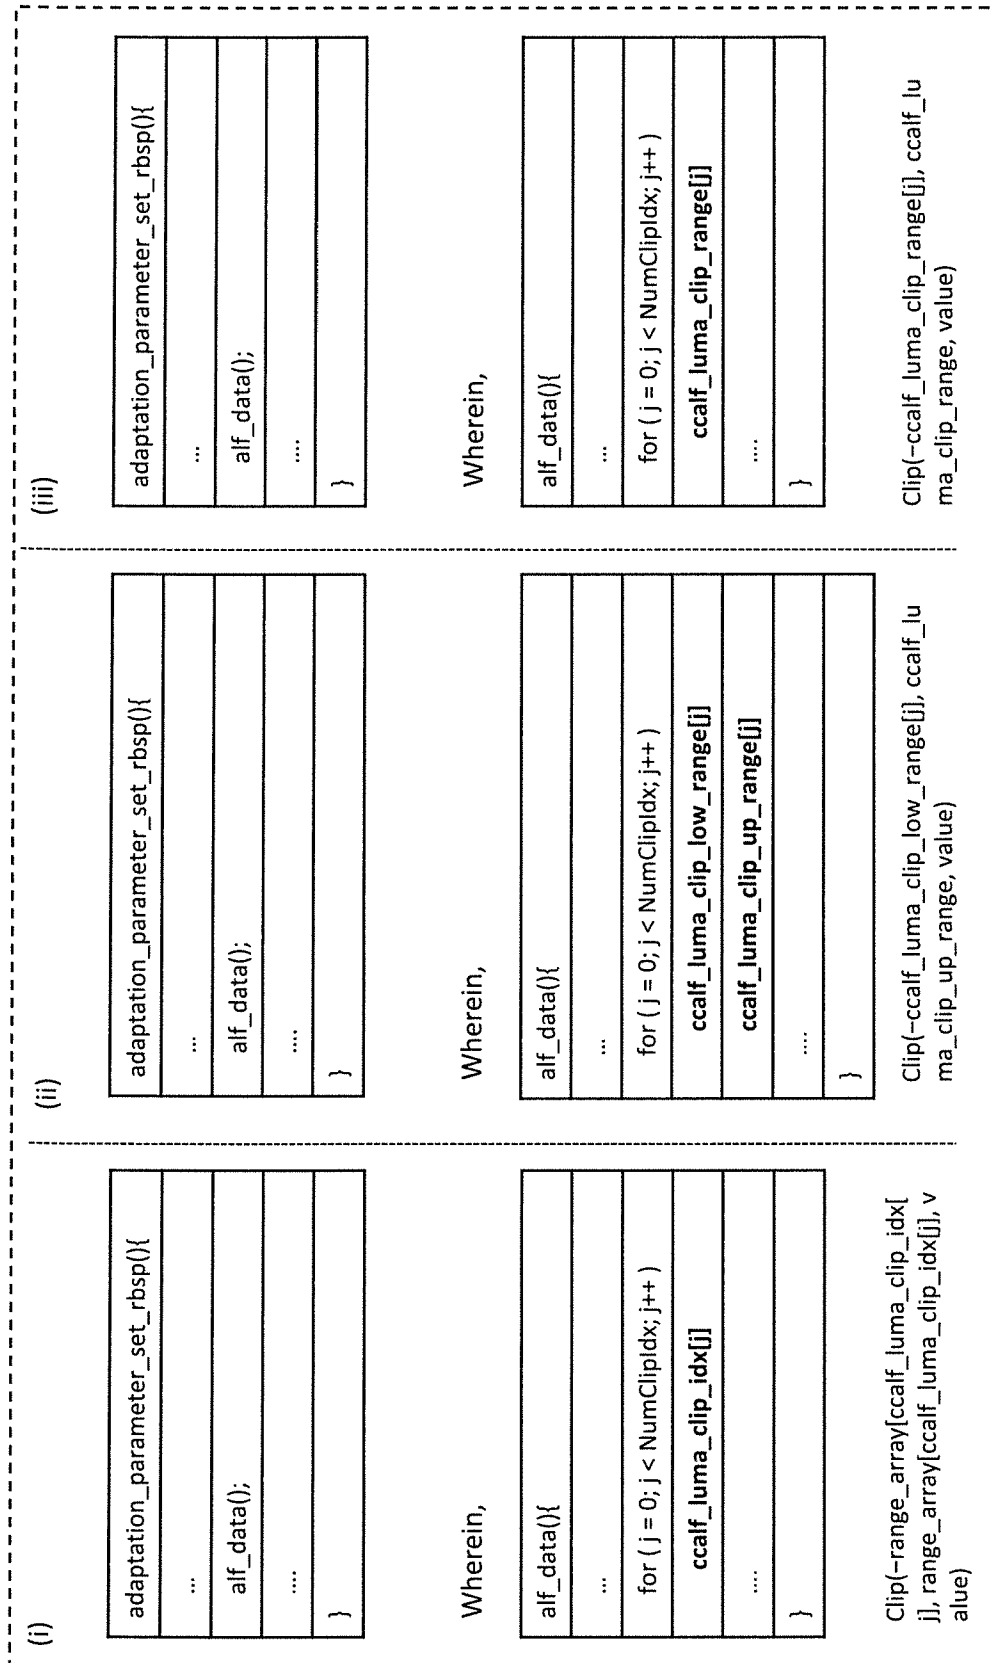 (i)
adaptation_parameter_set_rbsp(){
...
alf_data();
....
}
Wherein,
alf_data(){
...
for ( j = 0; j < NumClipIdx; j++ )
ccalf_luma_clip_idx[j]
....
}
Clip(−range_array[ccalf_luma_clip_idx[
j]], range_array[ccalf_luma_clip_idx[j]], v
alue)
(ii)
adaptation_parameter_set_rbsp(){
...
alf_data();
....
}
Wherein,
alf_data(){
...
for ( j = 0; j < NumClipIdx; j++ )
ccalf_luma_clip_low_range[j]
ccalf_luma_clip_up_range[j]
....
}
Clip(−ccalf_luma_clip_low_range[j], ccalf_lu
ma_clip_up_range, value)
(iii)
adaptation_parameter_set_rbsp(){
...
alf_data();
....
}
Wherein,
alf_data(){
...
for ( j = 0; j < NumClipIdx; j++ )
ccalf_luma_clip_range[j]
....
}
Clip(−ccalf_luma_clip_range[j], ccalf_lu
ma_clip_range, value)